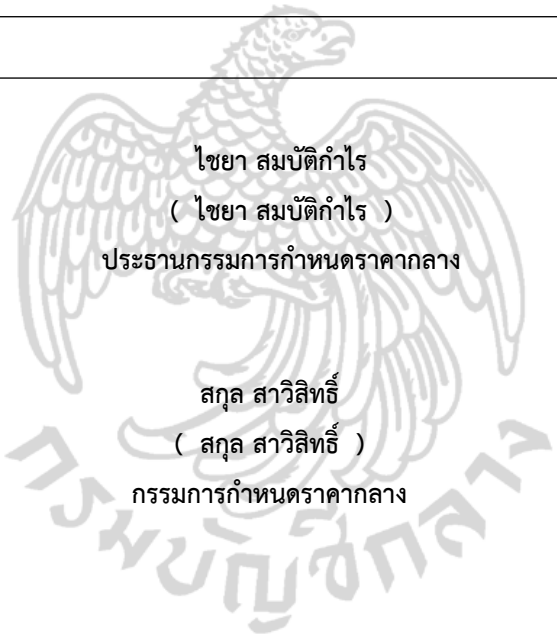 ไชยา สมบัติกำไร
( ไชยา สมบัติกำไร )
ประธานกรรมการกำหนดราคากลาง
สกุล สาวิสิทธิ์
( สกุล สาวิสิทธิ์ )
กรรมการกำหนดราคากลาง
กรมบัญชีกลาง